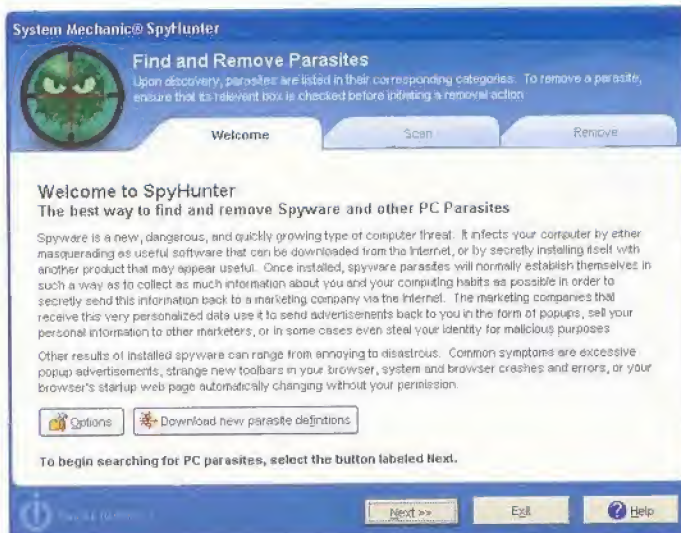 System Mechanic® SpyHunter
Find and Remove Parasites
Upon discovery, parasites are listed in their corresponding categories. To remove a parasite,
ensure that its relevant box is checked before initiating a removal action
Welcome
Scan
Remove
Welcome to SpyHunter
The best way to find and remove Spyware and other PC Parasites
Spyware is a new, dangerous, and quickly growing type of computer threat. It infects your computer by either
masquerading as useful software that can be downloaded from the Internet, or by secretly installing itself with
another product that may appear useful. Once installed, spyware parasites will normally establish themselves in
such a way as to collect as much information about you and your computing habits as possible in order to
secretly send this information back to a marketing company via the Internet. The marketing companies that
receive this very personalized data use it to send advertisements back to you in the form of popups, sell your
personal information to other marketers, or in some cases even steal your identity for malicious purposes
Other results of installed spyware can range from annoying to disastrous. Common symptoms are excessive
popup advertisements, strange new toolbars in your browser, system and browser crashes and errors, or your
browser's startup web page automatically changing without your permission.
Options
Download new parasite definitions
To begin searching for PC parasites, select the button labeled Next.
Next >>
Exit
Help